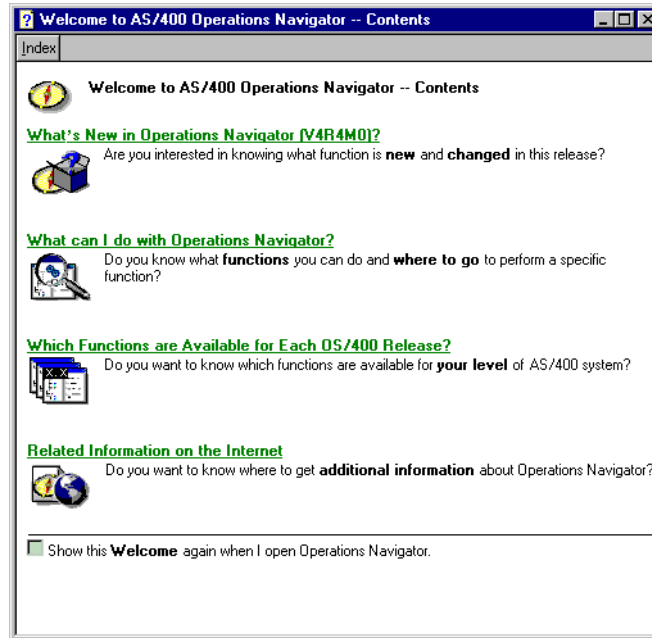 Welcome to AS/400 Operations Navigator -- Contents
Index
Welcome to AS/400 Operations Navigator -- Contents
What's New in Operations Navigator (V4R4M0)?
Are you interested in knowing what function is new and changed in this release?
What can I do with Operations Navigator?
Do you know what functions you can do and where to go to perform a specific
function?
Which Functions are Available for Each OS/400 Release?
X.X
Do you want to know which functions are available for your level of AS/400 system?
Related Information on the Internet
Do you want to know where to get additional information about Operations Navigator?
Show this Welcome again when I open Operations Navigator.